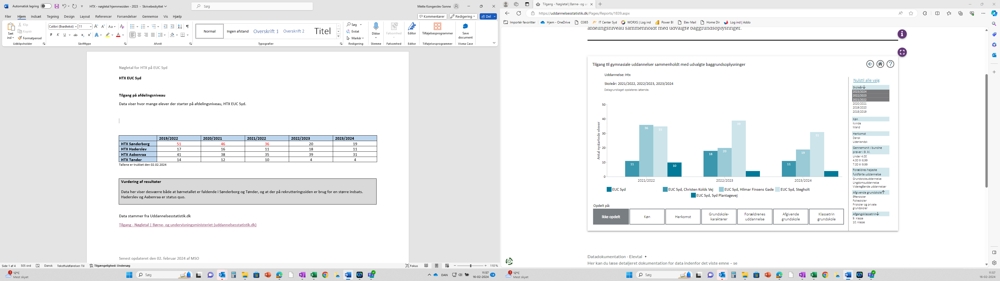 Automatisk lagring
HTX - nøgletal hjemmesiden - 2023 - Skrivebeskyttet
Søg
Mette Kongerslev Sonne
Filer Hjem Indsæt Tegning Design Layout Referencer Forsendelser Gennemse Vis Hjælp
Kommentarer Redigering Del
Sæt ind
Klip
Kopiér
Formatpensel
Calibri (Brødtekst) 11
Normal Ingen afstand Overskrift 1 Overskrift 2 Titel
Søg
Erstat
Markér
Dikter Følsomhed Editor Tilføjelsesprogrammer Save document
Udklipsholder Skrifttype Afsnit Typografier Redigering Stemme Følsomhed Editor Tilføjelsesprogrammer Visma Case
Nøgletal for HTX på EUC Syd
HTX EUC Syd
Tilgang på afdelingsniveau
Data viser hvor mange elever der starter på afdelingsniveau, HTX EUC Syd.
2019/2022 2020/2021 2021/2022 2022/2023 2023/2024
HTX Sønderborg 51 46 36 20 19
HTX Haderslev 17 16 11 18 11
HTX Aabenraa 41 38 35 39 31
HTX Tønder 14 12 10 4 4
Tallene er trukket den 02.02.2024
Vurdering af resultater
Data her viser desværre både at børnetallet er faldende i Sønderborg og Tønder, og at der på rekrutteringssiden er brug for en større indsats.
Haderslev og Aabenraa er status quo.
Data stammer fra Uddannelsesstatistik.dk
Tilgang - Nøgletal | Børne- og undervisningsministeriet (uddannelsesstatistik.dk)
Senest opdateret den 02. februar 2024 af MSO
Side 1 af 4 505 ord Dansk Tekstfuldførelser: Til Tilgængelighed: Undersøg Fokus 110 %
12°C
Mest skyet
Søg
DAN
11:57
16-02-2024
14
Tilgang - Nøgletal | Børne- og un
https://uddannelsesstatistik.dk/Pages/Reports/1839.aspx
Importér favoritter Hjem - OneDrive O365 IT Center Syd WORXS | Log ind Power BI Elev Mail Home Dir Log ind | Addo
afdelingsniveau sammenholdt med udvalgte baggrundsoplysninger.
Tilgang til gymnasiale uddannelser sammenholdt med udvalgte baggrundsoplysninger
Uddannelse: Htx
Skoleår: 2021/2022, 2022/2023, 2023/2024
Datagrundlaget opdateres løbende.
Antal nystartede elever
50
40
30
20
10
0
11 36 35 10
18 20 39
11 19 31
2021/2022 2022/2023 2023/2024
EUC Syd EUC Syd, Christen Kolds Vej EUC Syd, Hilmar Finsens Gade EUC Syd, Stegholt
EUC Syd, Syd Plantagevej
Opdelt på:
Ikke opdelt
Køn
Herkomst
Grundskole-
karakterer
Forældrenes
uddannelse
Afgivende
grundskole
Klassetrin
grundskole
Nulstil alle valg
Skoleår
2023/2024
2022/2023
2021/2022
2020/2021
2019/2020
2018/2019
Køn
Kvinde
Mand
Herkomst
Dansk
Udenlandsk
Gennemsnit i bundne
prøver i 9. kl.
Under 4,00
4,00 til 6,99
7,00 til 9,99
Forældres højeste
fuldførte uddannelse
Grundskoleuddannelse
Ungdomsuddannelse
Videregående uddannelser
Afgivende grundskole
Efterskoler
Folkeskoler
Friskoler og private
grundskoler
Afgangsklassetrin
9. klasse
10. klasse
Datadokumentation - Elevtal
Her kan du læse detaljeret dokumentation for data indenfor det viste emne – se
12°C
Mest skyet
Søg
11:57
16-02-2024